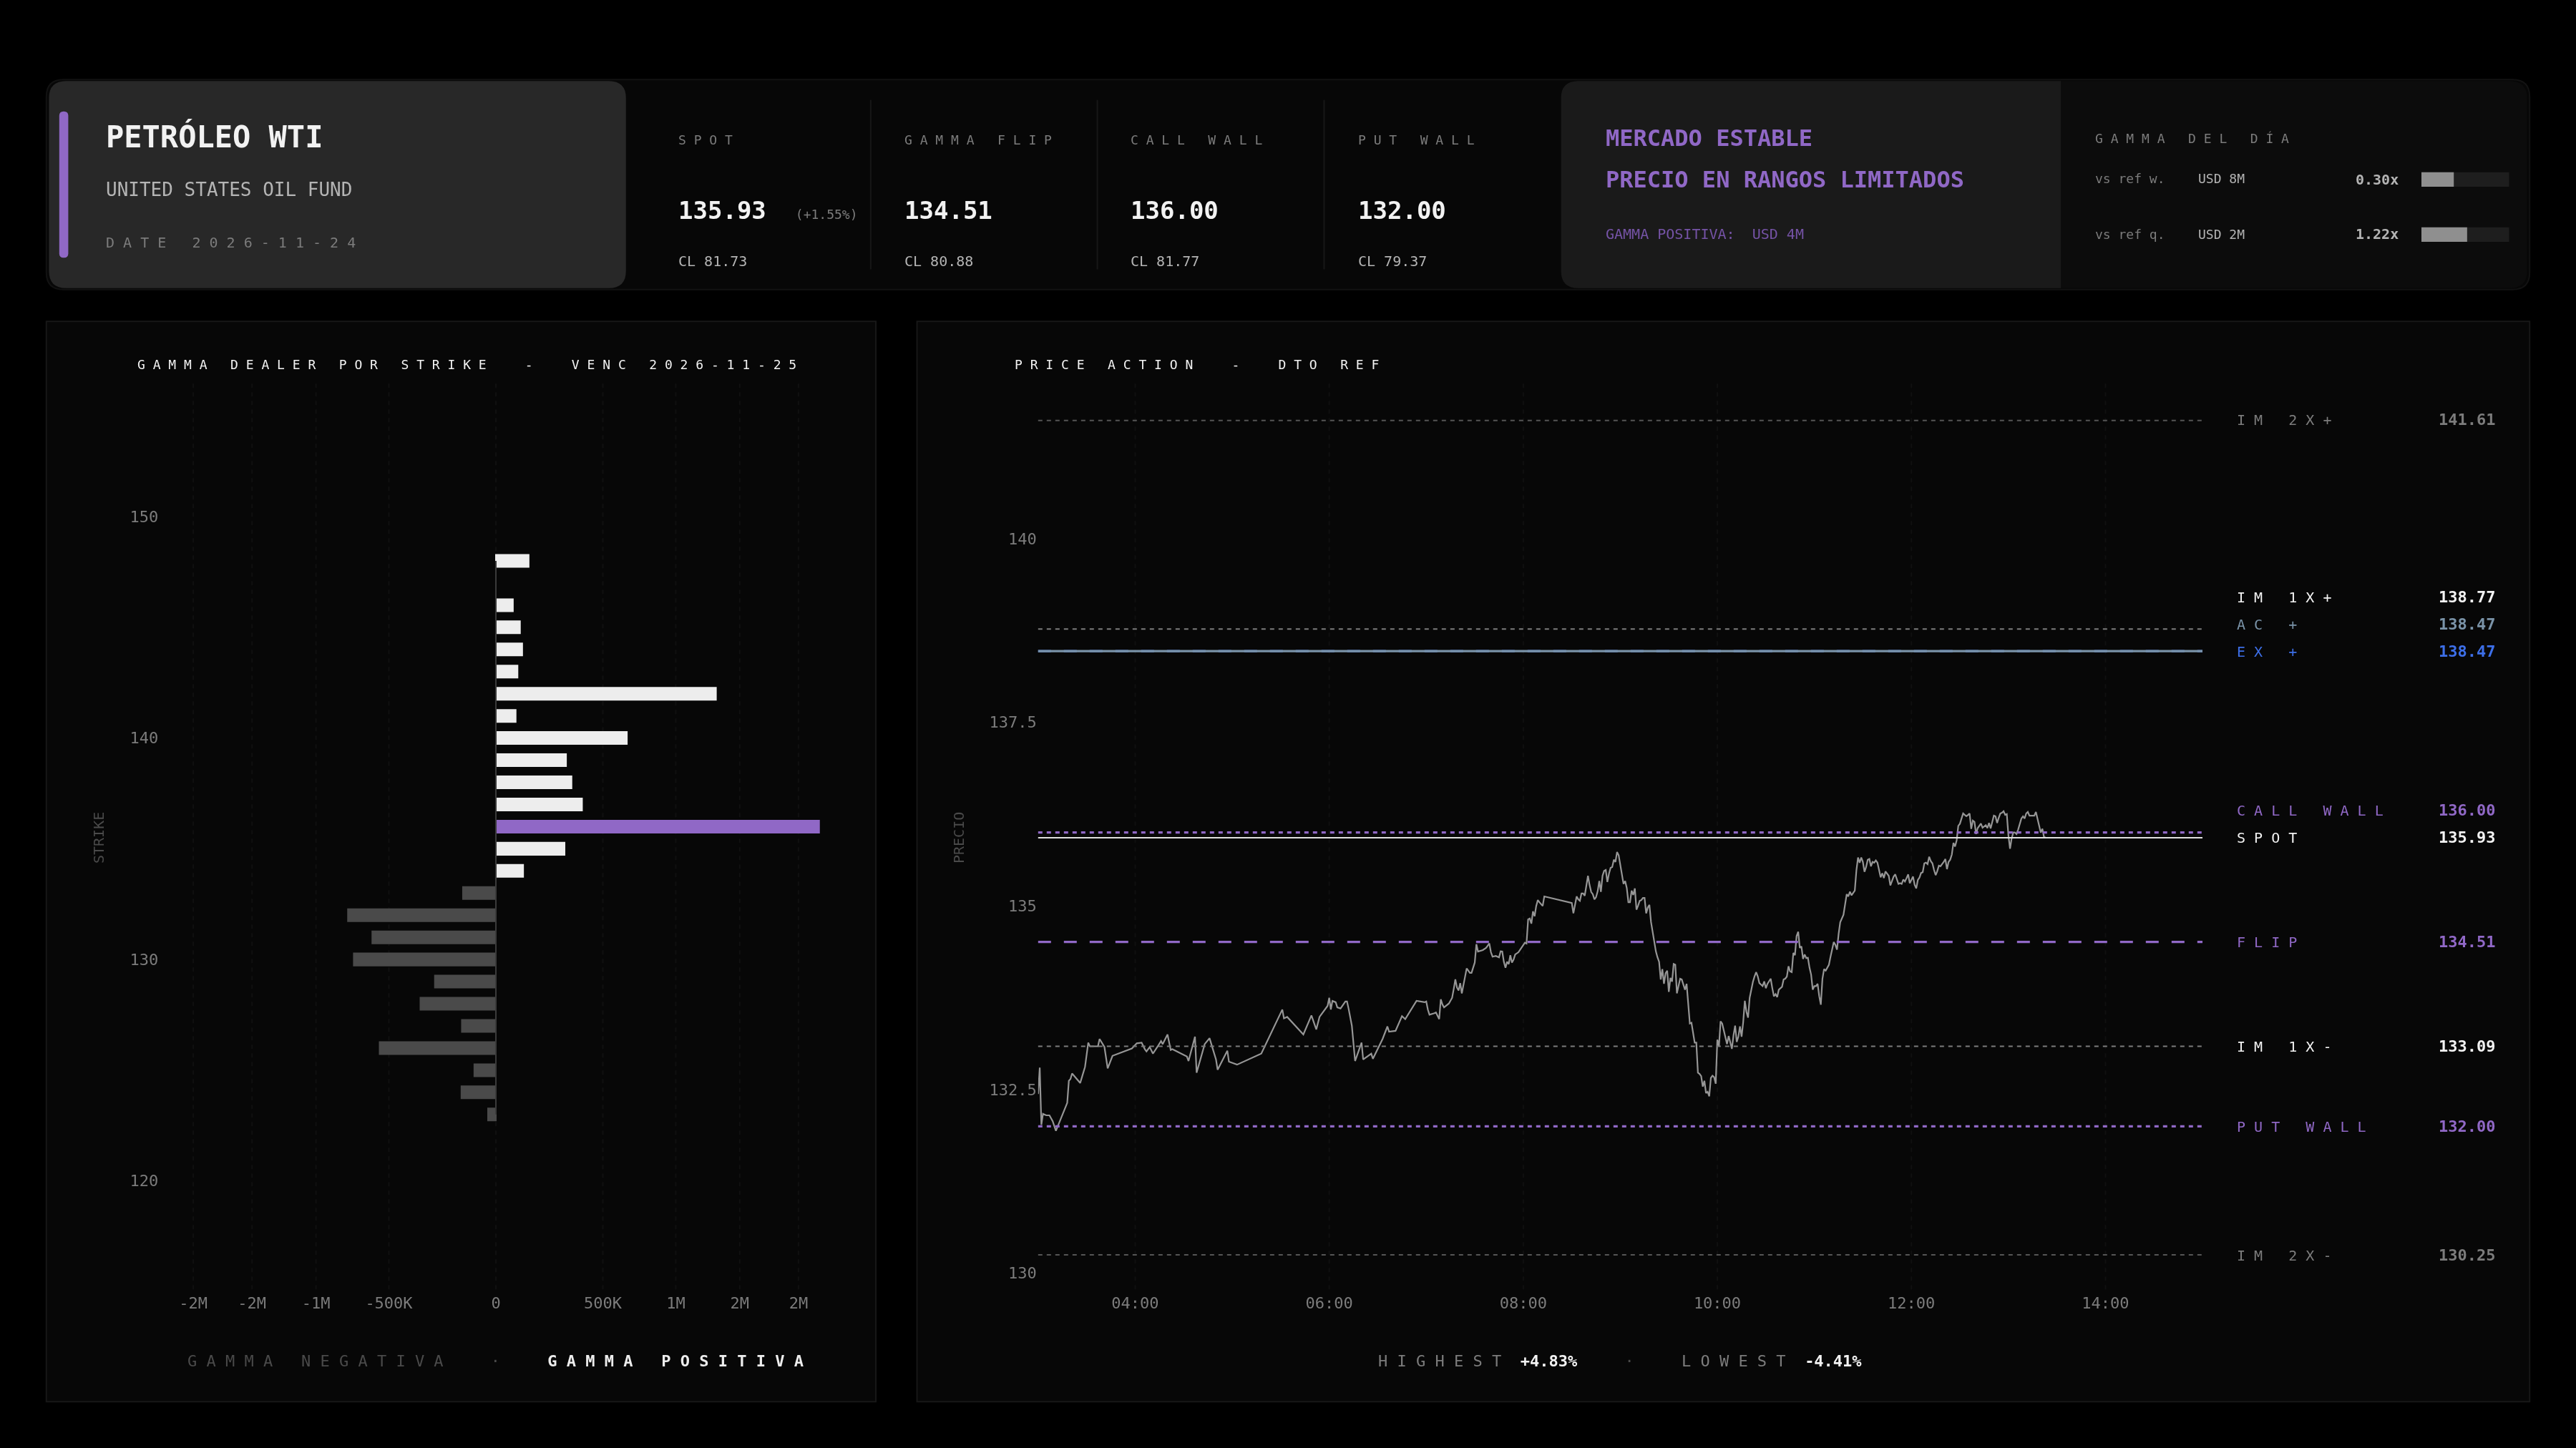 PETRÓLEO WTI
UNITED STATES OIL FUND
DATE 2026-11-24
SPOT
135.93 (+1.55%)
CL 81.73
GAMMA FLIP
134.51
CL 80.88
CALL WALL
136.00
CL 81.77
PUT WALL
132.00
CL 79.37
MERCADO ESTABLE
PRECIO EN RANGOS LIMITADOS
GAMMA POSITIVA: USD 4M
GAMMA DEL DÍA
vs ref w. USD 8M 0.30x
vs ref q. USD 2M 1.22x
GAMMA DEALER POR STRIKE - VENC 2026-11-25
STRIKE
150
140
130
120
-2M -2M -1M -500K 0 500K 1M 2M 2M
GAMMA NEGATIVA · GAMMA POSITIVA
PRICE ACTION - DTO REF
PRECIO
140
137.5
135
132.5
130
04:00 06:00 08:00 10:00 12:00 14:00
IM 2X+ 141.61
IM 1X+ 138.77
AC + 138.47
EX + 138.47
CALL WALL 136.00
SPOT 135.93
FLIP 134.51
IM 1X- 133.09
PUT WALL 132.00
IM 2X- 130.25
HIGHEST +4.83% · LOWEST -4.41%